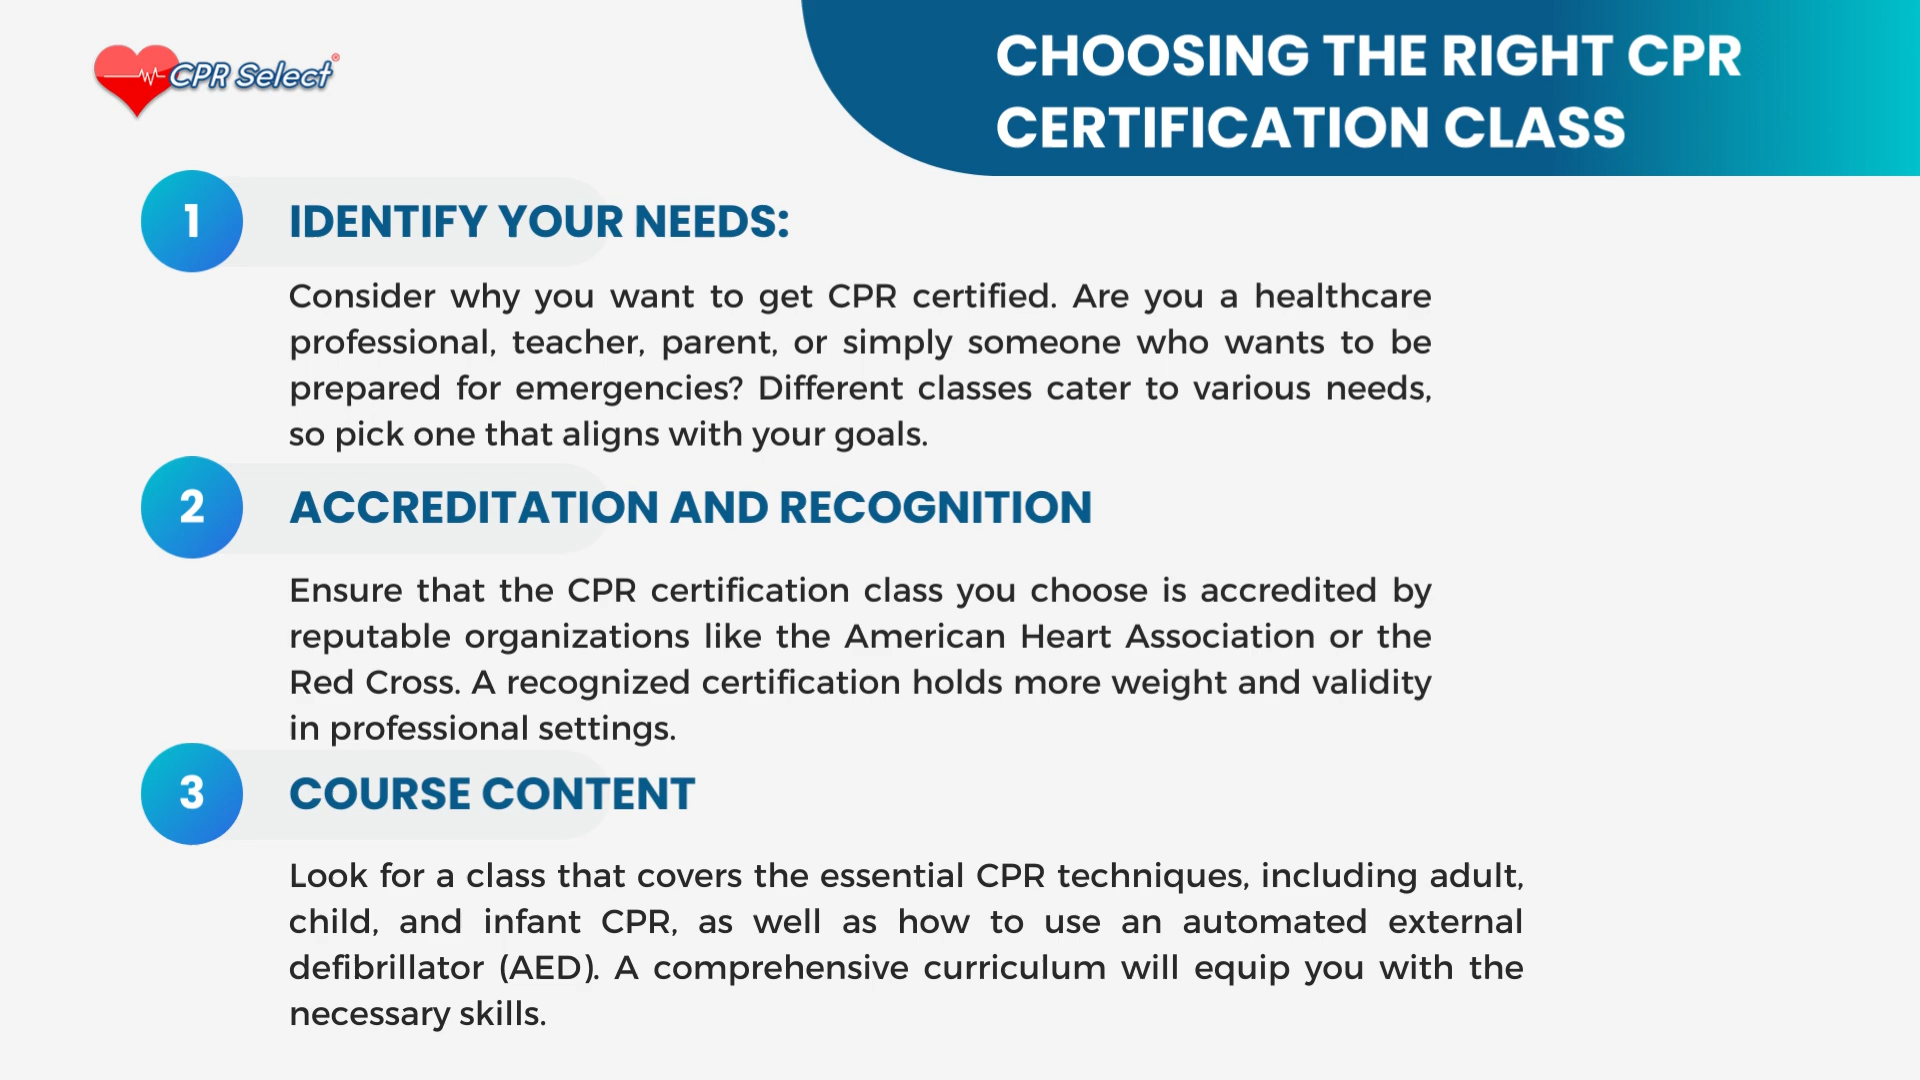 CPR Select®
CHOOSING THE RIGHT CPR
CERTIFICATION CLASS
1
IDENTIFY YOUR NEEDS:
Consider why you want to get CPR certified. Are you a healthcare
professional, teacher, parent, or simply someone who wants to be
prepared for emergencies? Different classes cater to various needs,
so pick one that aligns with your goals.
2
ACCREDITATION AND RECOGNITION
Ensure that the CPR certification class you choose is accredited by
reputable organizations like the American Heart Association or the
Red Cross. A recognized certification holds more weight and validity
in professional settings.
3
COURSE CONTENT
Look for a class that covers the essential CPR techniques, including adult,
child, and infant CPR, as well as how to use an automated external
defibrillator (AED). A comprehensive curriculum will equip you with the
necessary skills.